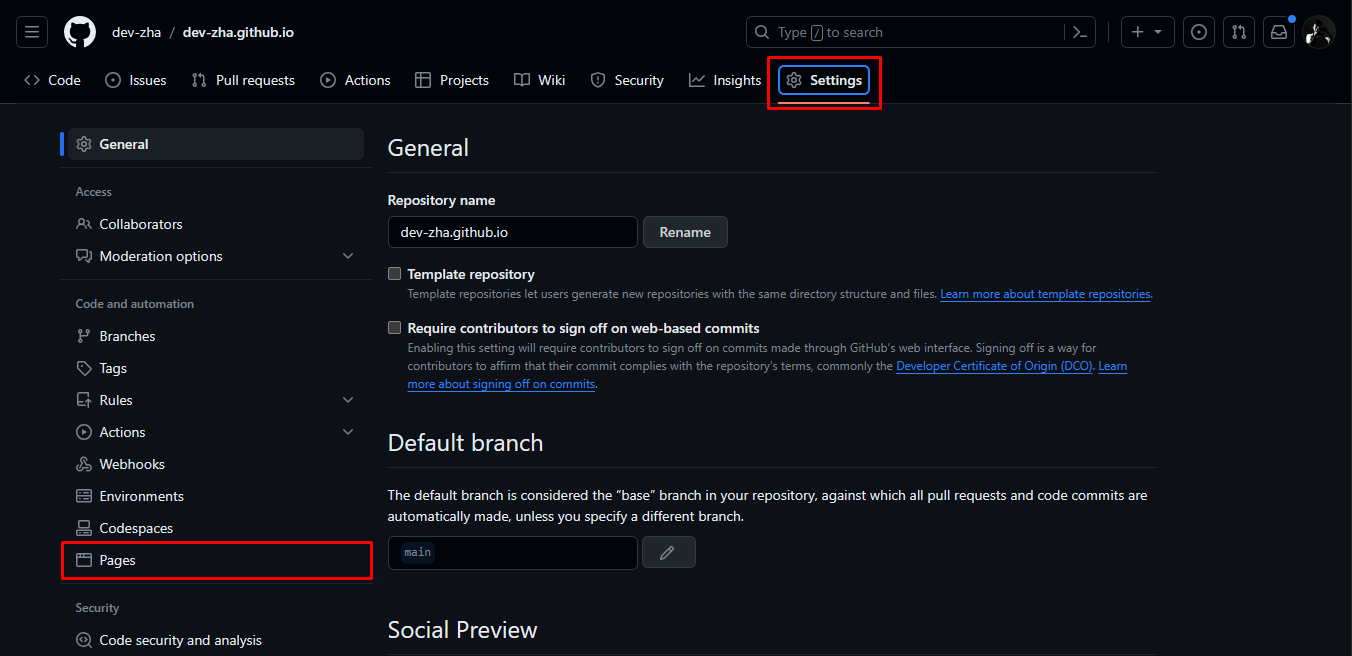 dev-zha / dev-zha.github.io
Type / to search
Code Issues Pull requests Actions Projects Wiki Security Insights Settings
General
Access
Collaborators
Moderation options
Code and automation
Branches
Tags
Rules
Actions
Webhooks
Environments
Codespaces
Pages
Security
Code security and analysis
General
Repository name
dev-zha.github.io Rename
Template repository
Template repositories let users generate new repositories with the same directory structure and files. Learn more about template repositories.
Require contributors to sign off on web-based commits
Enabling this setting will require contributors to sign off on commits made through GitHub's web interface. Signing off is a way for
contributors to affirm that their commit complies with the repository's terms, commonly the Developer Certificate of Origin (DCO). Learn
more about signing off on commits.
Default branch
The default branch is considered the “base” branch in your repository, against which all pull requests and code commits are
automatically made, unless you specify a different branch.
main
Social Preview